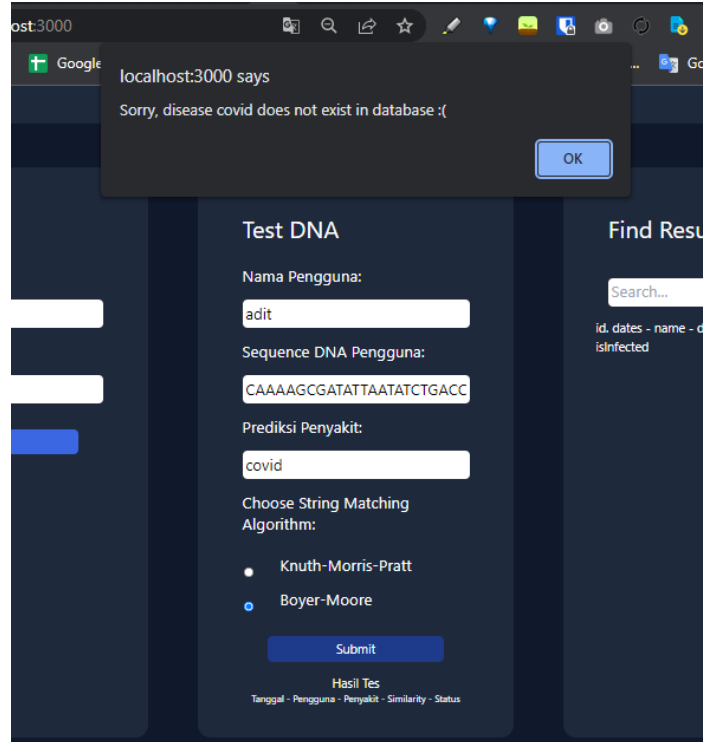 ost:3000
Google
... Go
localhost:3000 says
Sorry, disease covid does not exist in database :(
OK
Test DNA
Nama Pengguna:
adit
Sequence DNA Pengguna:
CAAAAGCGATATTAATATCTGACC
Prediksi Penyakit:
covid
Choose String Matching
Algorithm:
Knuth-Morris-Pratt
Boyer-Moore
Submit
Hasil Tes
Tanggal - Pengguna - Penyakit - Similarity - Status
Find Resu
Search...
id. dates - name - d
isInfected